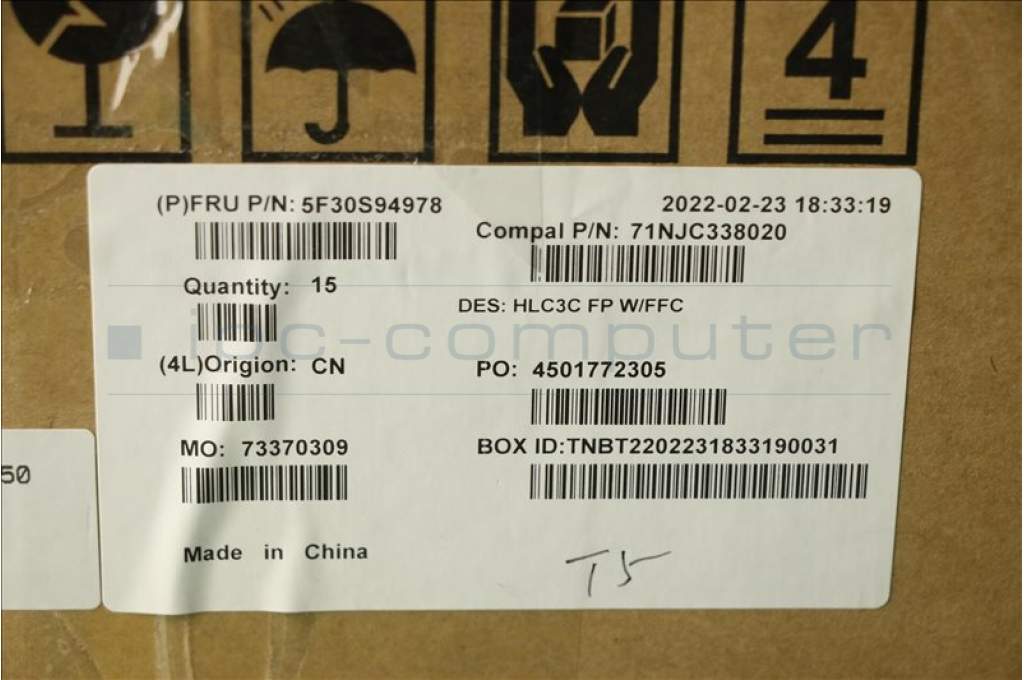 4
(P)FRU P/N: 5F30S94978
2022-02-23 18:33:19
Compal P/N: 71NJC338020
Quantity: 15
DES: HLC3C FP W/FFC
ipc-computer
(4L)Origion: CN
PO: 4501772305
MO: 73370309
BOX ID:TNBT2202231833190031
50
Made in China
T5